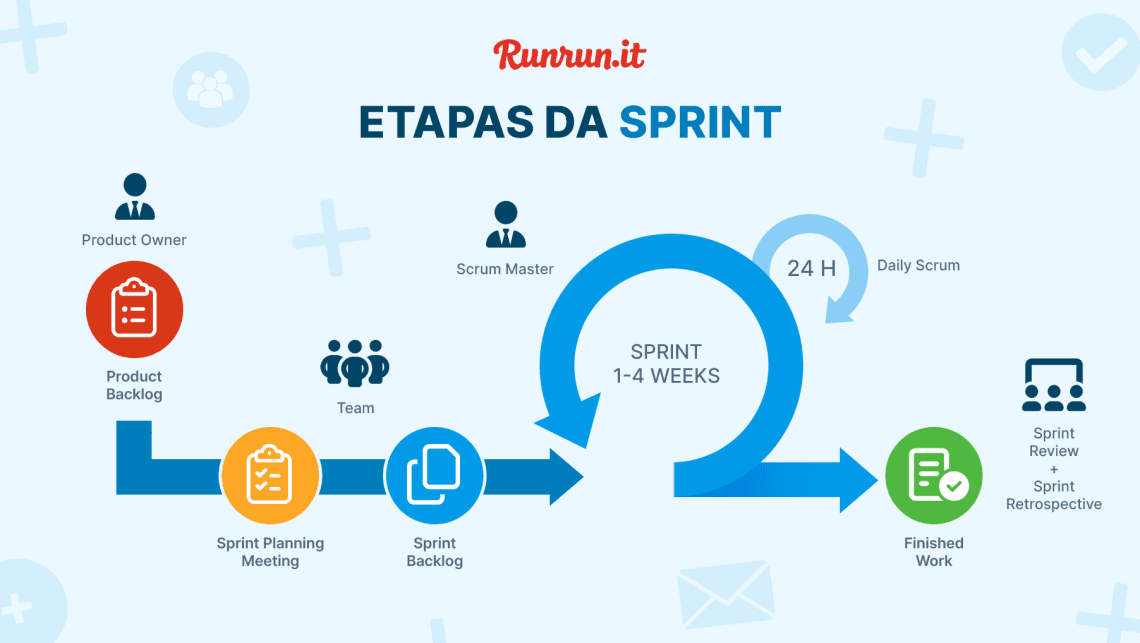 Runrun.it
ETAPAS DA SPRINT
Product Owner
Product
Backlog
Sprint Planning
Meeting
Team
Sprint
Backlog
Scrum Master
SPRINT
1-4 WEEKS
24 H
Daily Scrum
Finished
Work
Sprint
Review
+
Sprint
Retrospective